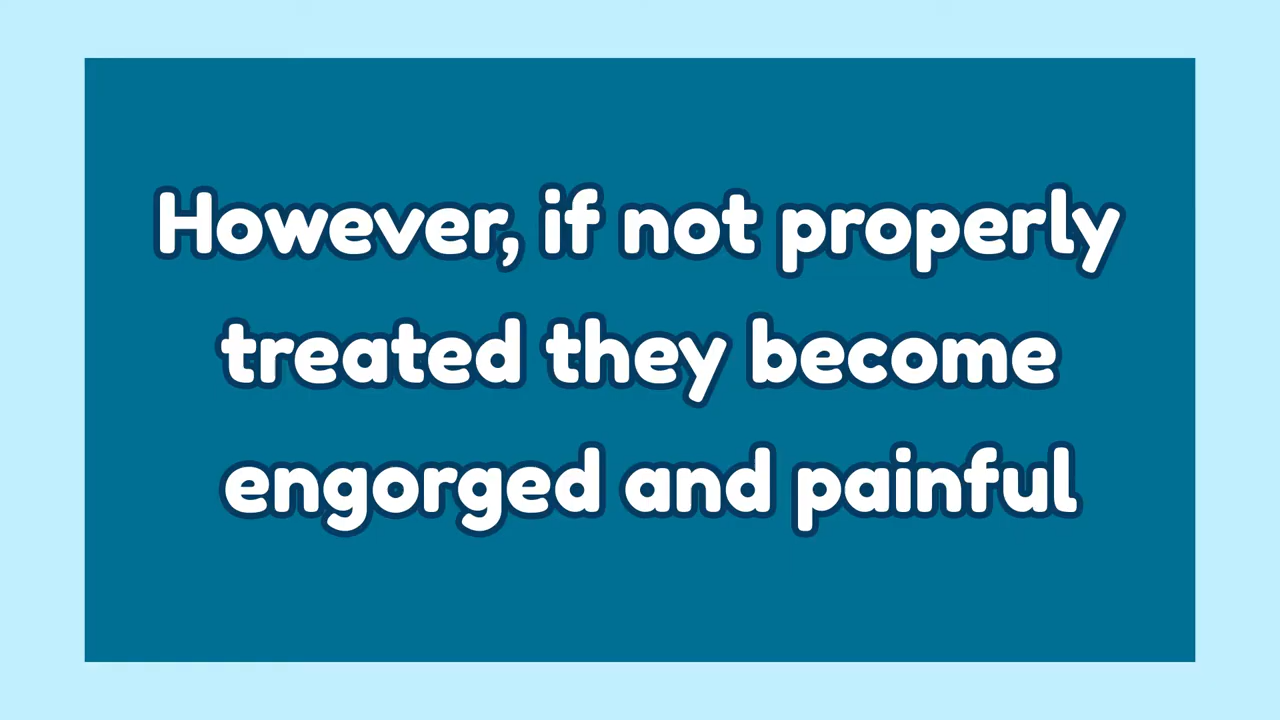 However, if not properly
treated they become
engorged and painful